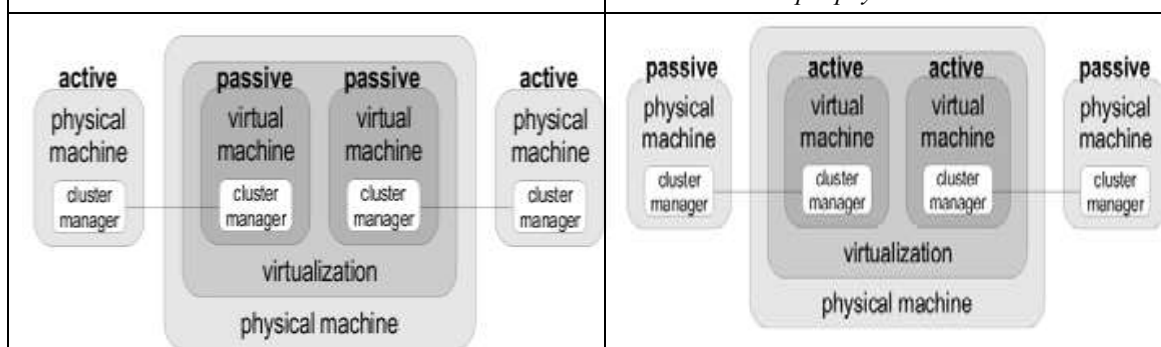 active
passive
passive
active
physical
machine
virtual
machine
virtual
machine
physical
machine
cluster
manager
cluster
manager
cluster
manager
cluster
manager
virtualization
physical machine
passive
active
active
passive
physical
machine
virtual
machine
virtual
machine
physical
machine
cluster
manager
cluster
manager
cluster
manager
cluster
manager
virtualization
physical machine